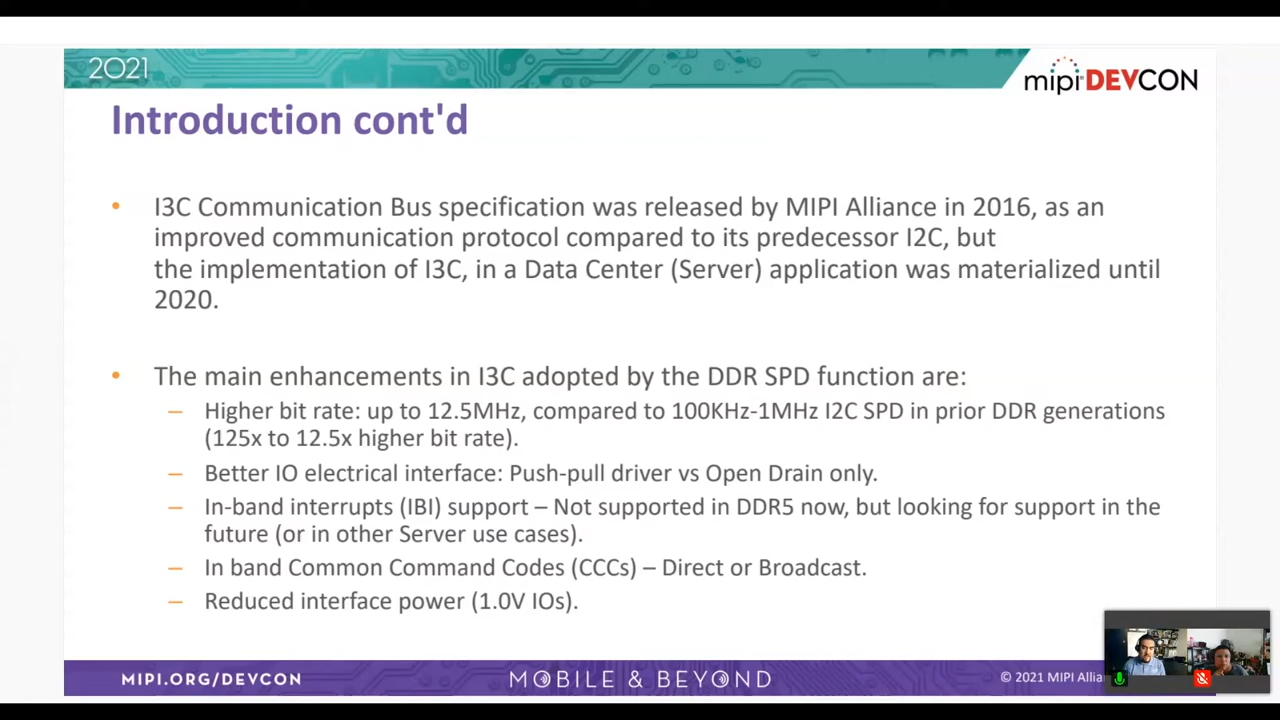 2021
mipi DEVCON
Introduction cont'd
• I3C Communication Bus specification was released by MIPI Alliance in 2016, as an
improved communication protocol compared to its predecessor I2C, but
the implementation of I3C, in a Data Center (Server) application was materialized until
2020.
• The main enhancements in I3C adopted by the DDR SPD function are:
– Higher bit rate: up to 12.5MHz, compared to 100KHz-1MHz I2C SPD in prior DDR generations
(125x to 12.5x higher bit rate).
– Better IO electrical interface: Push-pull driver vs Open Drain only.
– In-band interrupts (IBI) support – Not supported in DDR5 now, but looking for support in the
future (or in other Server use cases).
– In band Common Command Codes (CCCs) – Direct or Broadcast.
– Reduced interface power (1.0V IOs).
MIPI.ORG/DEVCON
MOBILE & BEYOND
© 2021 MIPI